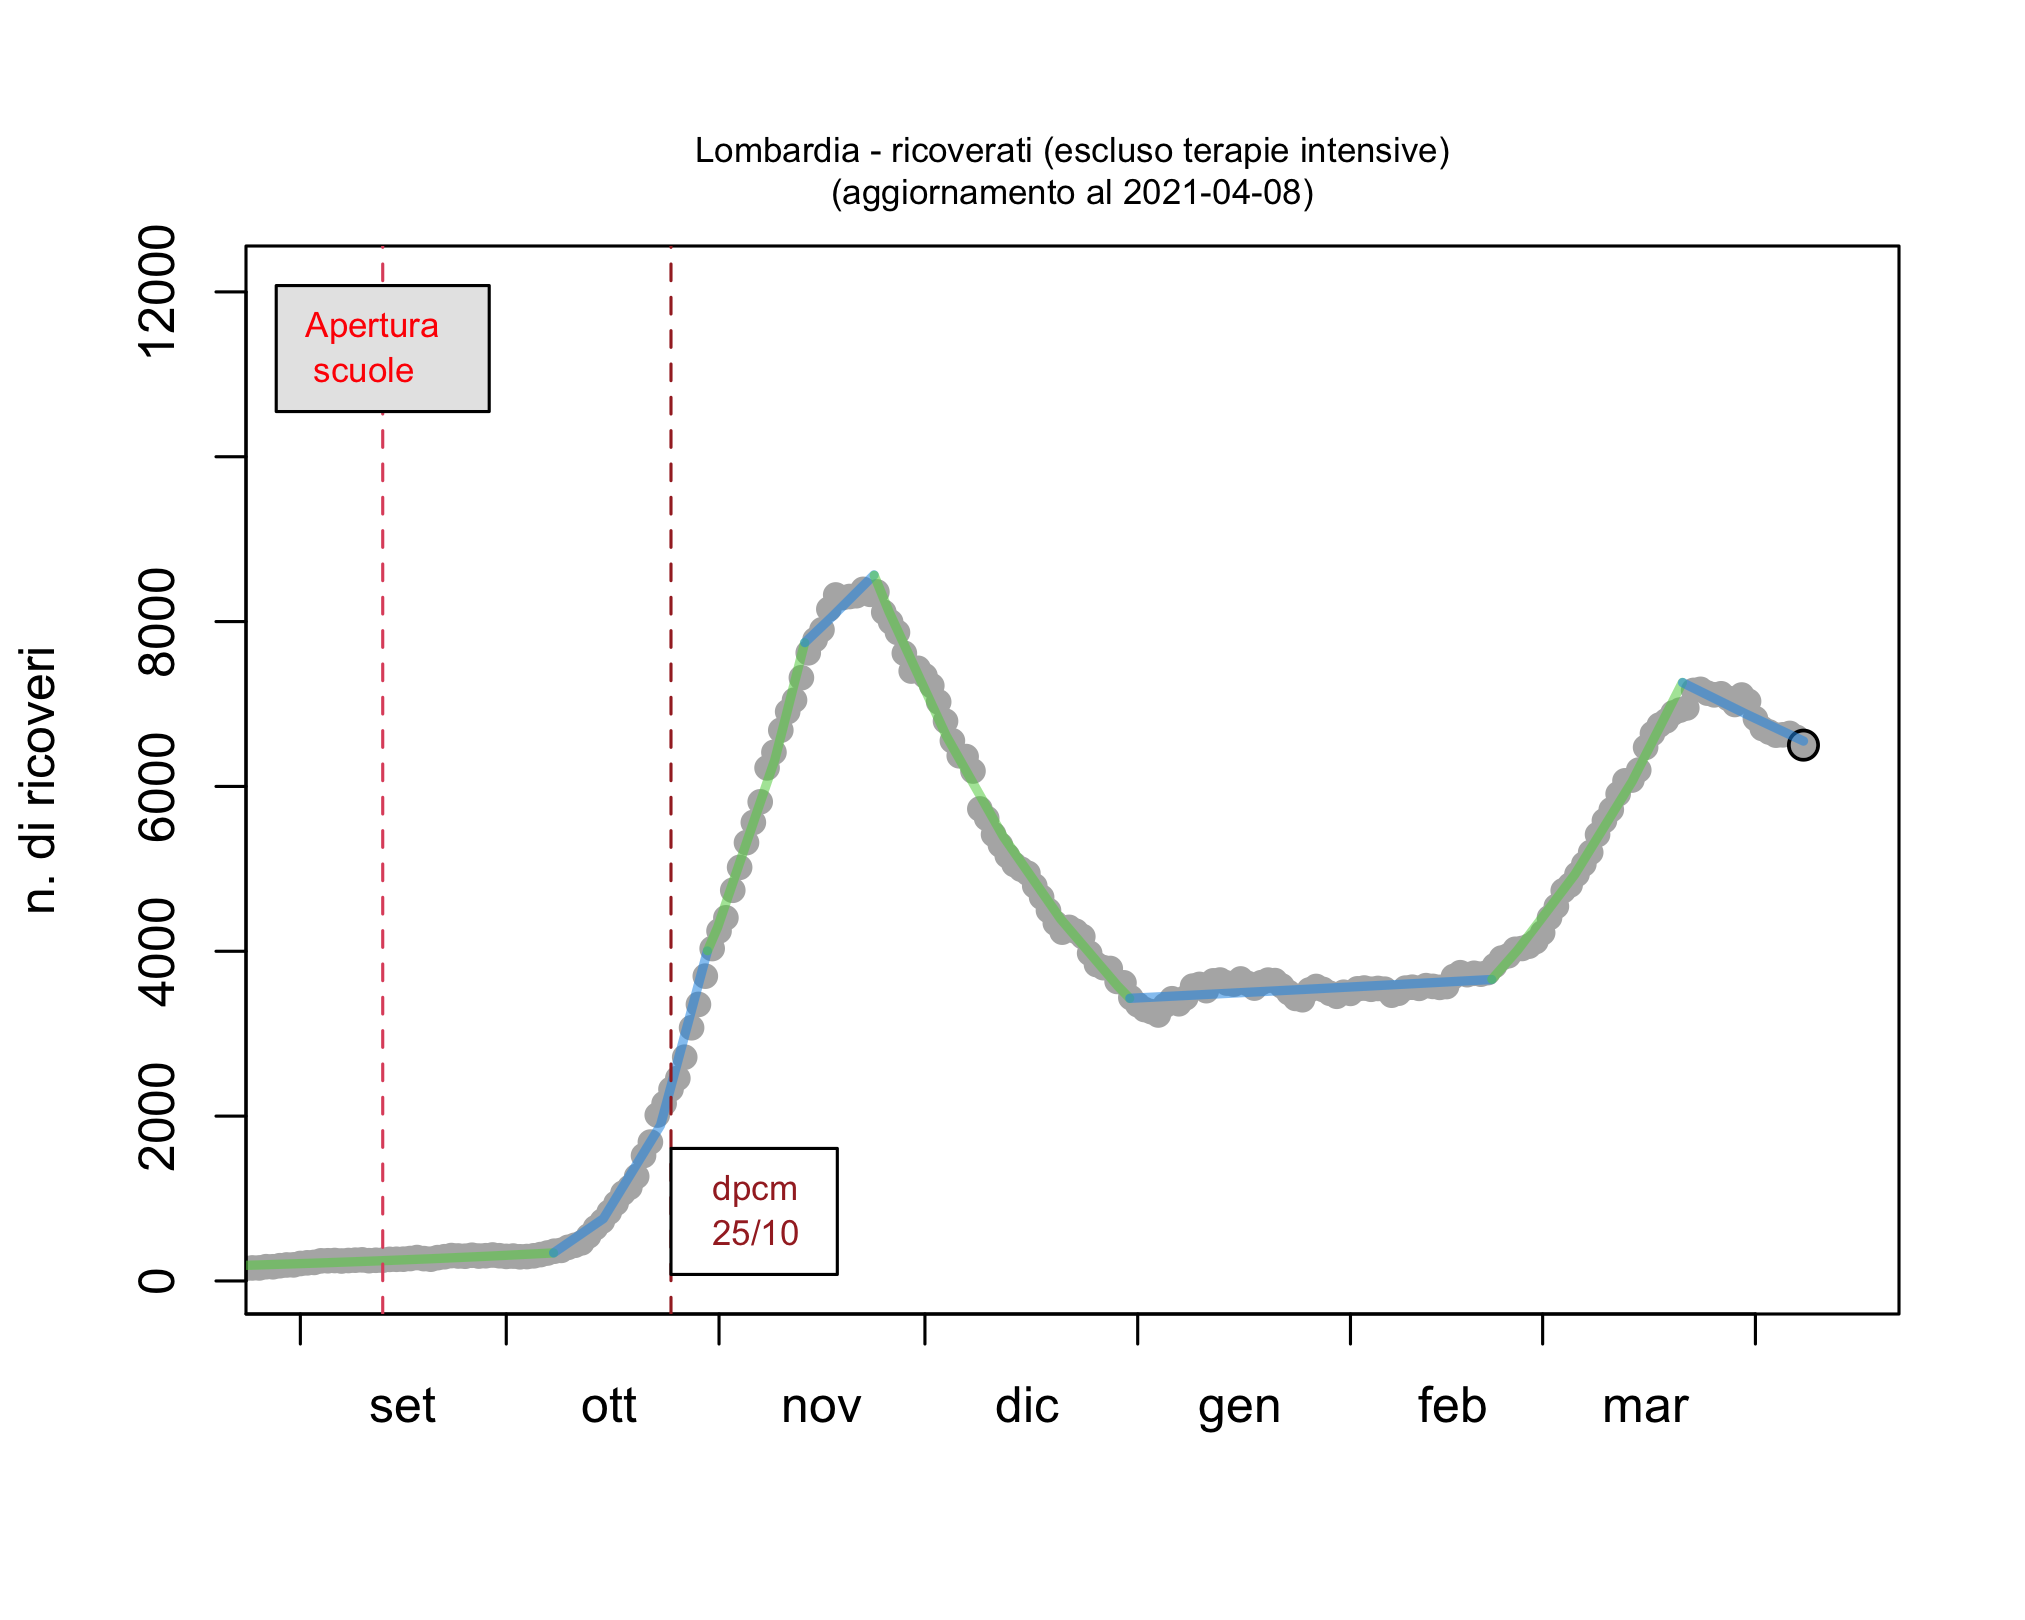 Lombardia - ricoverati (escluso terapie intensive)
(aggiornamento al 2021-04-08)
n. di ricoveri
12000
8000
6000
4000
2000
0
Apertura
scuole
dpcm
25/10
set ott nov dic gen feb mar